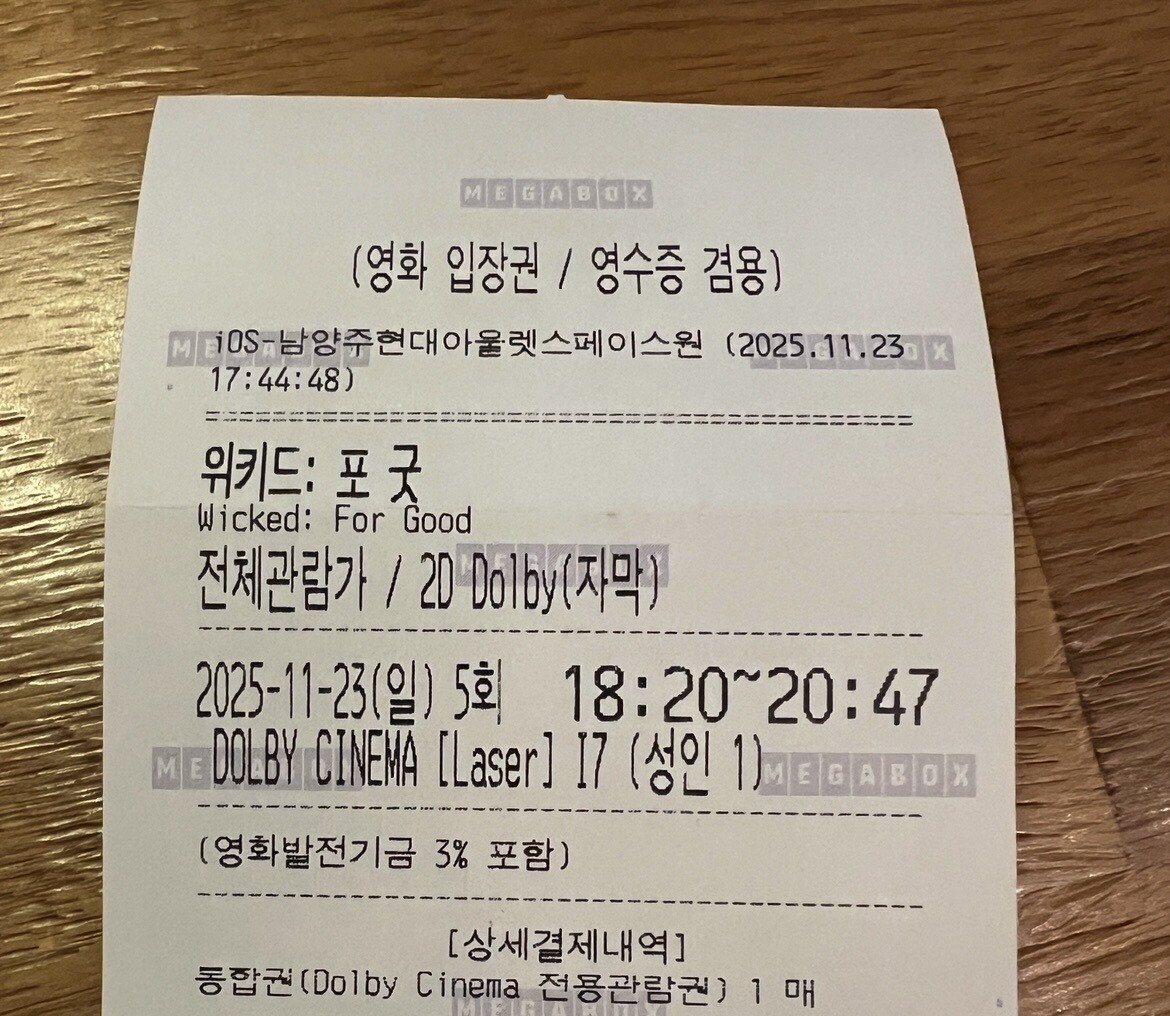 MEGABOX
(영화 입장권 / 영수증 겸용)
iOS-남양주현대아울렛스페이스원 (2025.11.23
17:44:48)
위키드: 포 굿
Wicked: For Good
전체관람가 / 2D Dolby(자막)
2025-11-23(일) 5회 18:20~20:47
DOLBY CINEMA [Laser] I7 (성인 1)
MEGABOX
(영화발전기금 3% 포함)
[상세결제내역]
통합권(Dolby Cinema 전용관람권) 1 매
MEGABOX